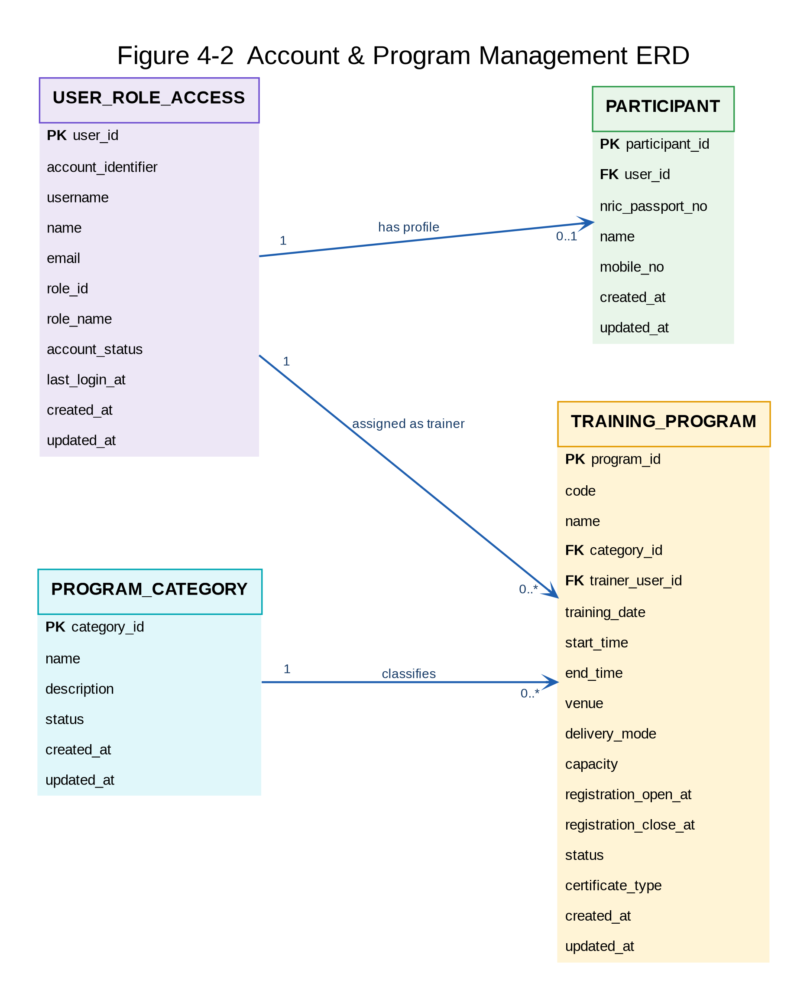 Figure 4-2  Account & Program Management ERD
USER_ROLE_ACCESS
PK user_id
account_identifier
username
name
email
role_id
role_name
account_status
last_login_at
created_at
updated_at
PARTICIPANT
PK participant_id
FK user_id
nric_passport_no
name
mobile_no
created_at
updated_at
has profile
1
0..1
1
assigned as trainer
0..*
TRAINING_PROGRAM
PK program_id
code
name
FK category_id
FK trainer_user_id
training_date
start_time
end_time
venue
delivery_mode
capacity
registration_open_at
registration_close_at
status
certificate_type
created_at
updated_at
PROGRAM_CATEGORY
PK category_id
name
description
status
created_at
updated_at
1
classifies
0..*